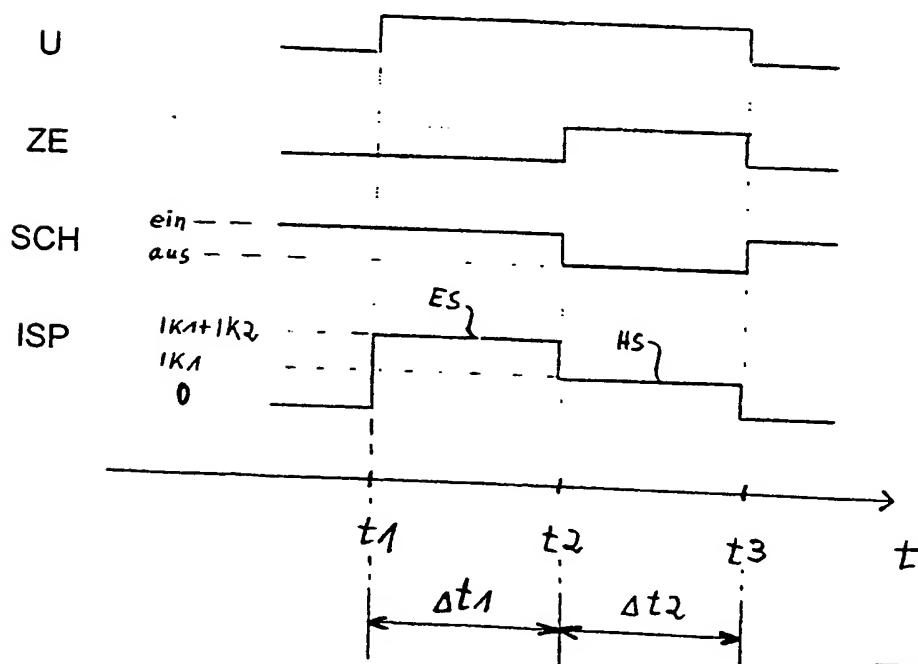 U
ZE
SCH
ein
aus
ISP
IK1+IK2
IK1
0
ES
HS
t1
t2
t3
t
Δt1
Δt2